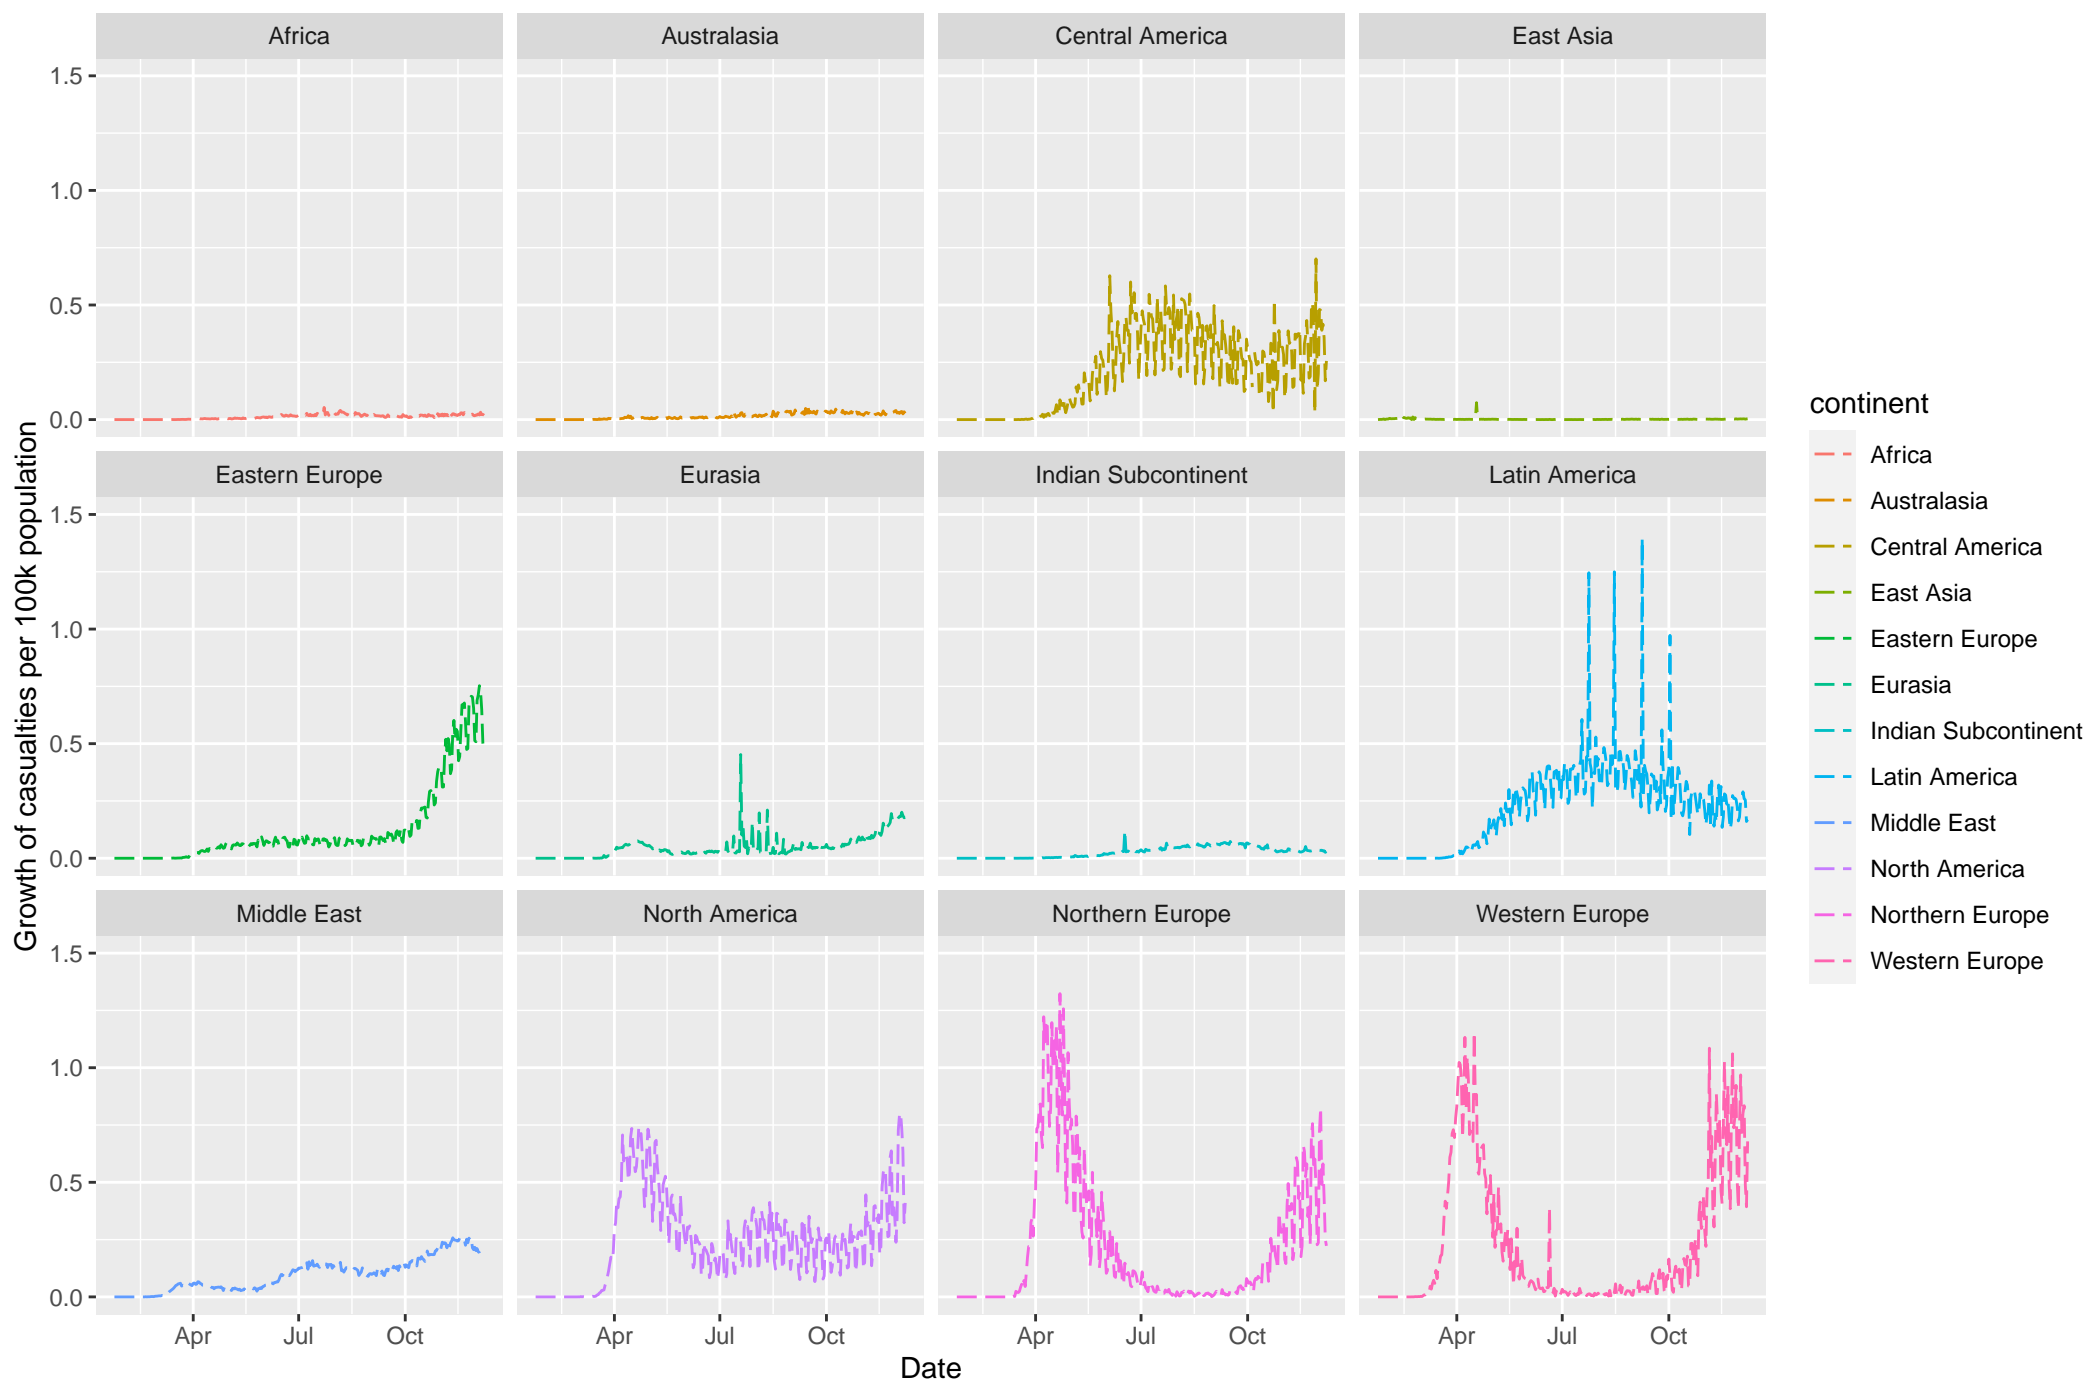 Africa
Australasia
Central America
East Asia
1.5
1.0
0.5
0.0
Eastern Europe
Eurasia
Indian Subcontinent
Latin America
1.5
1.0
0.5
0.0
Middle East
North America
Northern Europe
Western Europe
1.5
1.0
0.5
0.0
Apr Jul Oct
Apr Jul Oct
Apr Jul Oct
Apr Jul Oct
Date
Growth of casualties per 100k population
continent
Africa
Australasia
Central America
East Asia
Eastern Europe
Eurasia
Indian Subcontinent
Latin America
Middle East
North America
Northern Europe
Western Europe